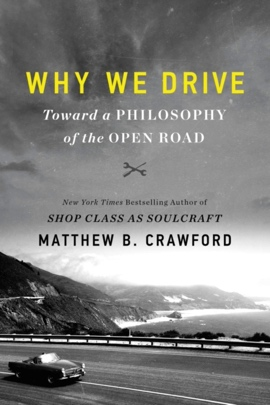 WHY WE DRIVE
Toward a PHILOSOPHY
of the OPEN ROAD
New York Times Bestselling Author of
SHOP CLASS AS SOULCRAFT
MATTHEW B. CRAWFORD